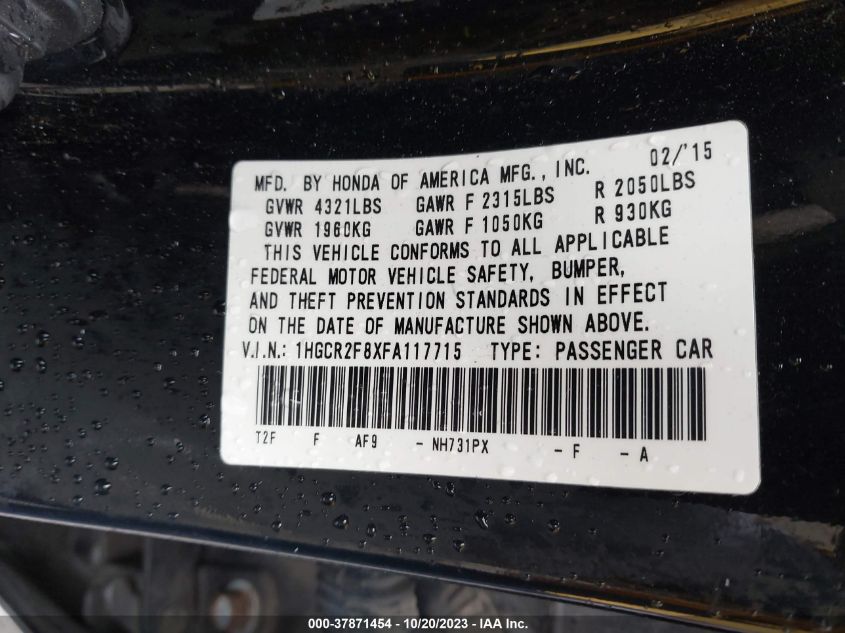 MFD. BY HONDA OF AMERICA MFG., INC. 02/'15
GVWR 4321LBS GAWR F 2315LBS R 2050LBS
GVWR 1960KG GAWR F 1050KG R 930KG
THIS VEHICLE CONFORMS TO ALL APPLICABLE
FEDERAL MOTOR VEHICLE SAFETY, BUMPER,
AND THEFT PREVENTION STANDARDS IN EFFECT
ON THE DATE OF MANUFACTURE SHOWN ABOVE.
V.I.N.: 1HGCR2F8XFA117715 TYPE: PASSENGER CAR
T2F F AF9 - NH731PX - F - A
000-37871454 - 10/20/2023 - IAA Inc.